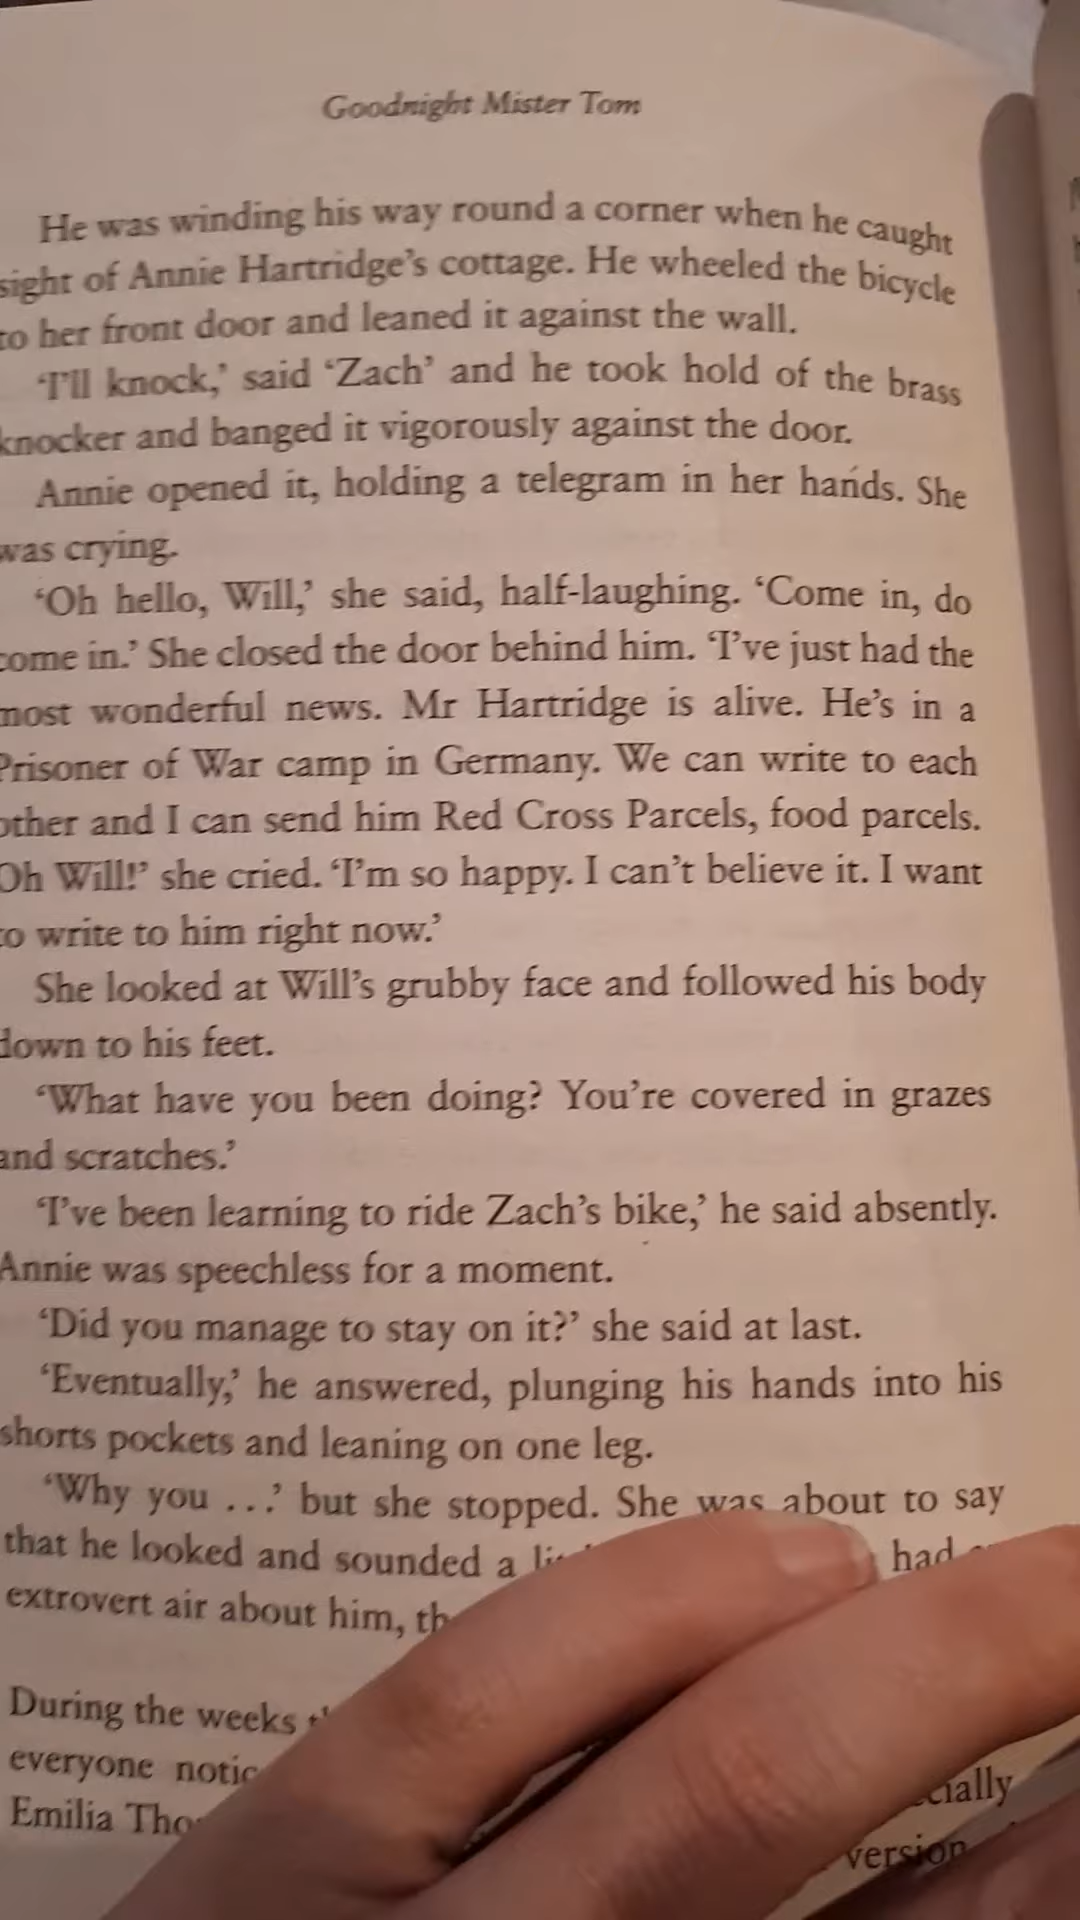 Goodnight Mister Tom
He was winding his way round a corner when he caught
sight of Annie Hartridge's cottage. He wheeled the bicycle
to her front door and leaned it against the wall.
'I'll knock,' said 'Zach' and he took hold of the brass
knocker and banged it vigorously against the door.
Annie opened it, holding a telegram in her hands. She
was crying.
'Oh hello, Will,' she said, half-laughing. 'Come in, do
come in.' She closed the door behind him. 'I've just had the
most wonderful news. Mr Hartridge is alive. He's in a
Prisoner of War camp in Germany. We can write to each
other and I can send him Red Cross Parcels, food parcels.
Oh Will!' she cried. 'I'm so happy. I can't believe it. I want
to write to him right now.'
She looked at Will's grubby face and followed his body
down to his feet.
'What have you been doing? You're covered in grazes
and scratches.'
'I've been learning to ride Zach's bike,' he said absently.
Annie was speechless for a moment.
'Did you manage to stay on it?' she said at last.
'Eventually,' he answered, plunging his hands into his
shorts pockets and leaning on one leg.
'Why you . . .' but she stopped. She was about to say
that he looked and sounded a had
extrovert air about him,
During the weeks
everyone
Emilia
version